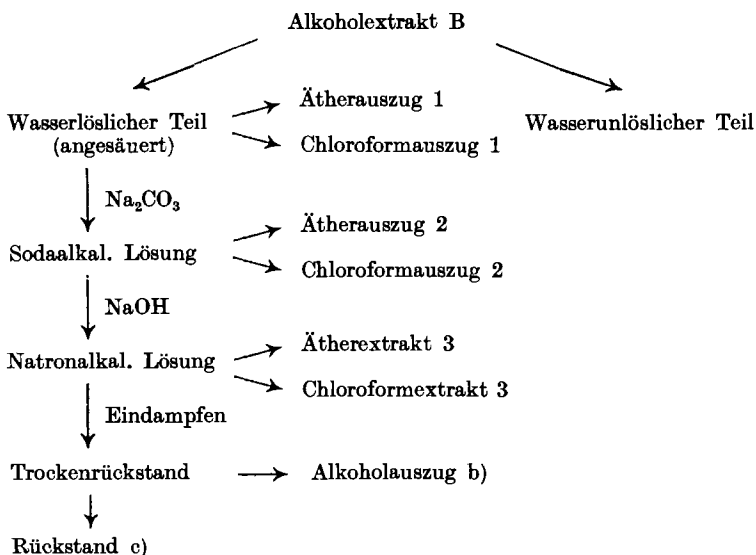 Alkoholextrakt B
Ätherauszug 1
Wasserlöslicher Teil
(angesäuert)
Wasserunlöslicher Teil
Chloroformauszug 1
Na₂CO₃
Ätherauszug 2
Sodaalkal. Lösung
Chloroformauszug 2
NaOH
Ätherextrakt 3
Natronalkal. Lösung
Chloroformextrakt 3
Eindampfen
Trockenrückstand
Alkoholauszug b)
Rückstand c)